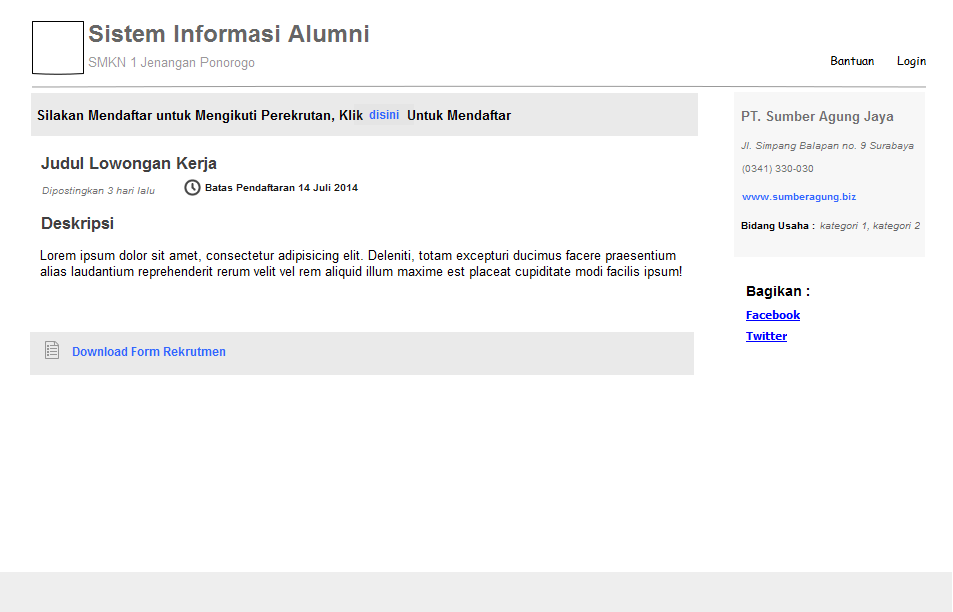 Sistem Informasi Alumni
SMKN 1 Jenangan Ponorogo
Bantuan Login
Silakan Mendaftar untuk Mengikuti Perekrutan, Klik disini Untuk Mendaftar
Judul Lowongan Kerja
Dipostingkan 3 hari lalu Batas Pendaftaran 14 Juli 2014
Deskripsi
Lorem ipsum dolor sit amet, consectetur adipisicing elit. Deleniti, totam excepturi ducimus facere praesentium
alias laudantium reprehenderit rerum velit vel rem aliquid illum maxime est placeat cupiditate modi facilis ipsum!
Download Form Rekrutmen
PT. Sumber Agung Jaya
Jl. Simpang Balapan no. 9 Surabaya
(0341) 330-030
www.sumberagung.biz
Bidang Usaha : kategori 1, kategori 2
Bagikan :
Facebook
Twitter